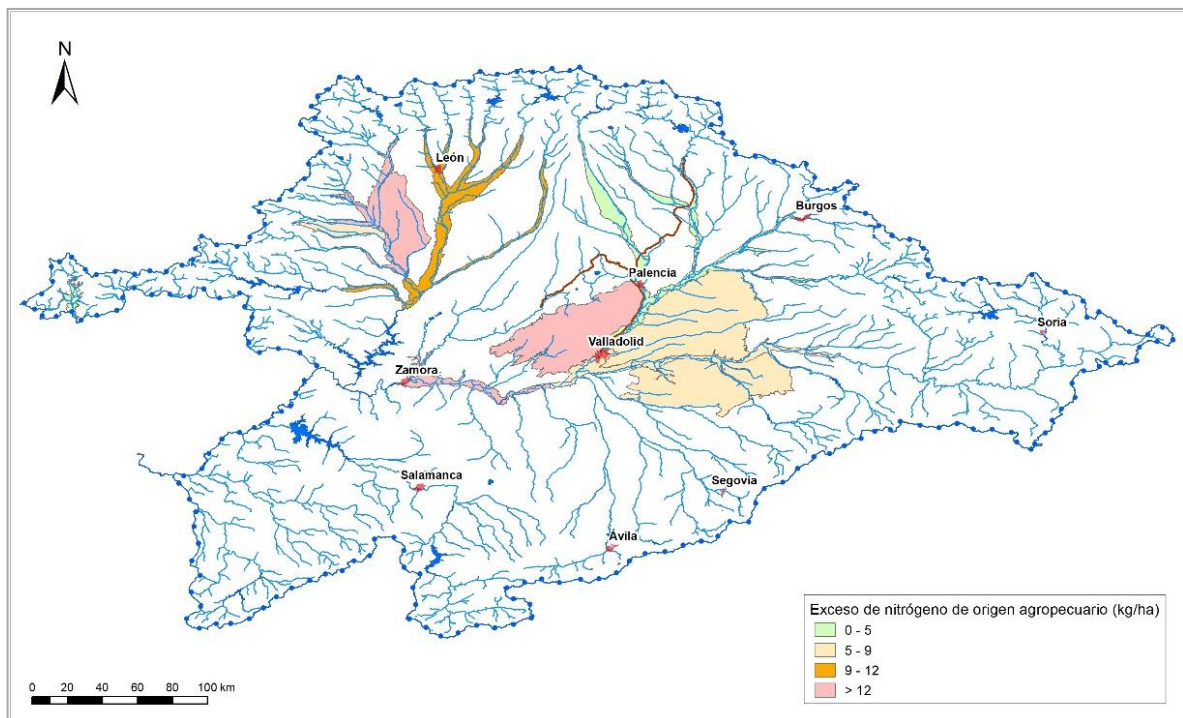 N
León
Burgos
Palencia
Soria
Valladolid
Zamora
Salamanca
Segovia
Ávila
Exceso de nitrógeno de origen agropecuario (kg/ha)
0 - 5
5 - 9
9 - 12
> 12
0 20 40 60 80 100 km